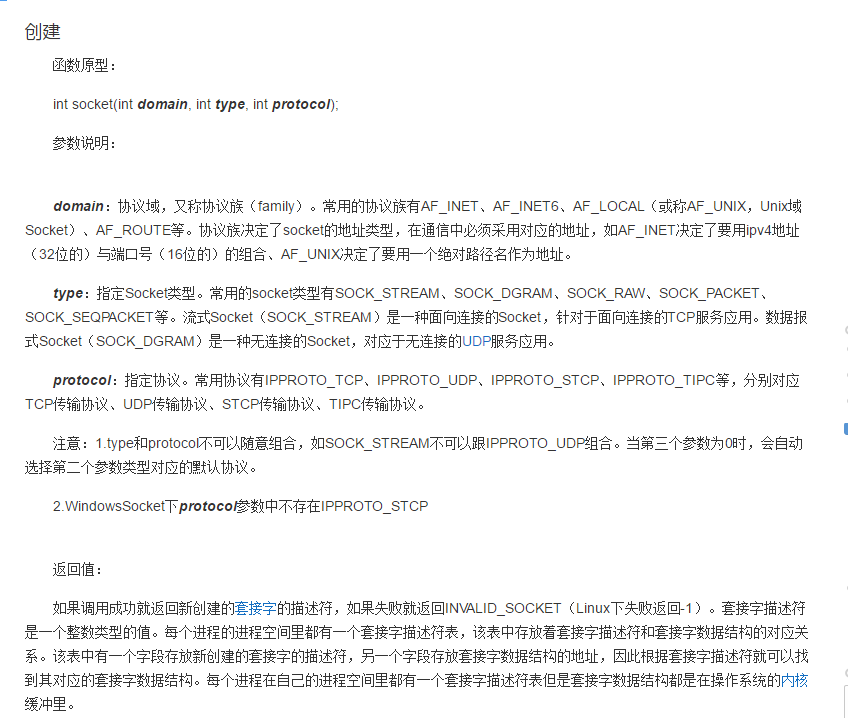 创建
函数原型：
int socket(int domain, int type, int protocol);
参数说明：
domain：协议域，又称协议族（family）。常用的协议族有AF_INET、AF_INET6、AF_LOCAL（或称AF_UNIX，Unix域
Socket）、AF_ROUTE等。协议族决定了socket的地址类型，在通信中必须采用对应的地址，如AF_INET决定了要用ipv4地址
（32位的）与端口号（16位的）的组合、AF_UNIX决定了要用一个绝对路径名作为地址。
type：指定Socket类型。常用的socket类型有SOCK_STREAM、SOCK_DGRAM、SOCK_RAW、SOCK_PACKET、
SOCK_SEQPACKET等。流式Socket（SOCK_STREAM）是一种面向连接的Socket，针对于面向连接的TCP服务应用。数据报
式Socket（SOCK_DGRAM）是一种无连接的Socket，对应于无连接的UDP服务应用。
protocol：指定协议。常用协议有IPPROTO_TCP、IPPROTO_UDP、IPPROTO_STCP、IPPROTO_TIPC等，分别对应
TCP传输协议、UDP传输协议、STCP传输协议、TIPC传输协议。
注意：1.type和protocol不可以随意组合，如SOCK_STREAM不可以跟IPPROTO_UDP组合。当第三个参数为0时，会自动
选择第二个参数类型对应的默认协议。
2.WindowsSocket下protocol参数中不存在IPPROTO_STCP
返回值：
如果调用成功就返回新创建的套接字的描述符，如果失败就返回INVALID_SOCKET（Linux下失败返回-1）。套接字描述符
是一个整数类型的值。每个进程的进程空间里都有一个套接字描述符表，该表中存放着套接字描述符和套接字数据结构的对应关
系。该表中有一个字段存放新创建的套接字的描述符，另一个字段存放套接字数据结构的地址，因此根据套接字描述符就可以找
到其对应的套接字数据结构。每个进程在自己的进程空间里都有一个套接字描述符表但是套接字数据结构都是在操作系统的内核
缓冲里。